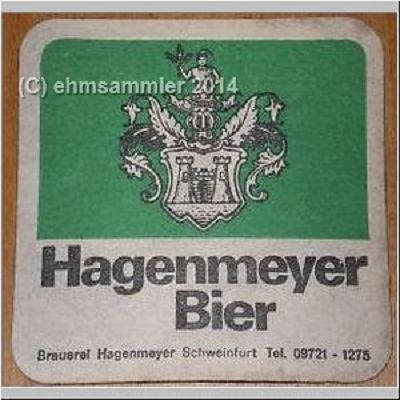 (C) ehmsammler 2014
Hagenmeyer
Bier
Brauerei Hagenmeyer Schweinfurt Tel. 09721 - 1275